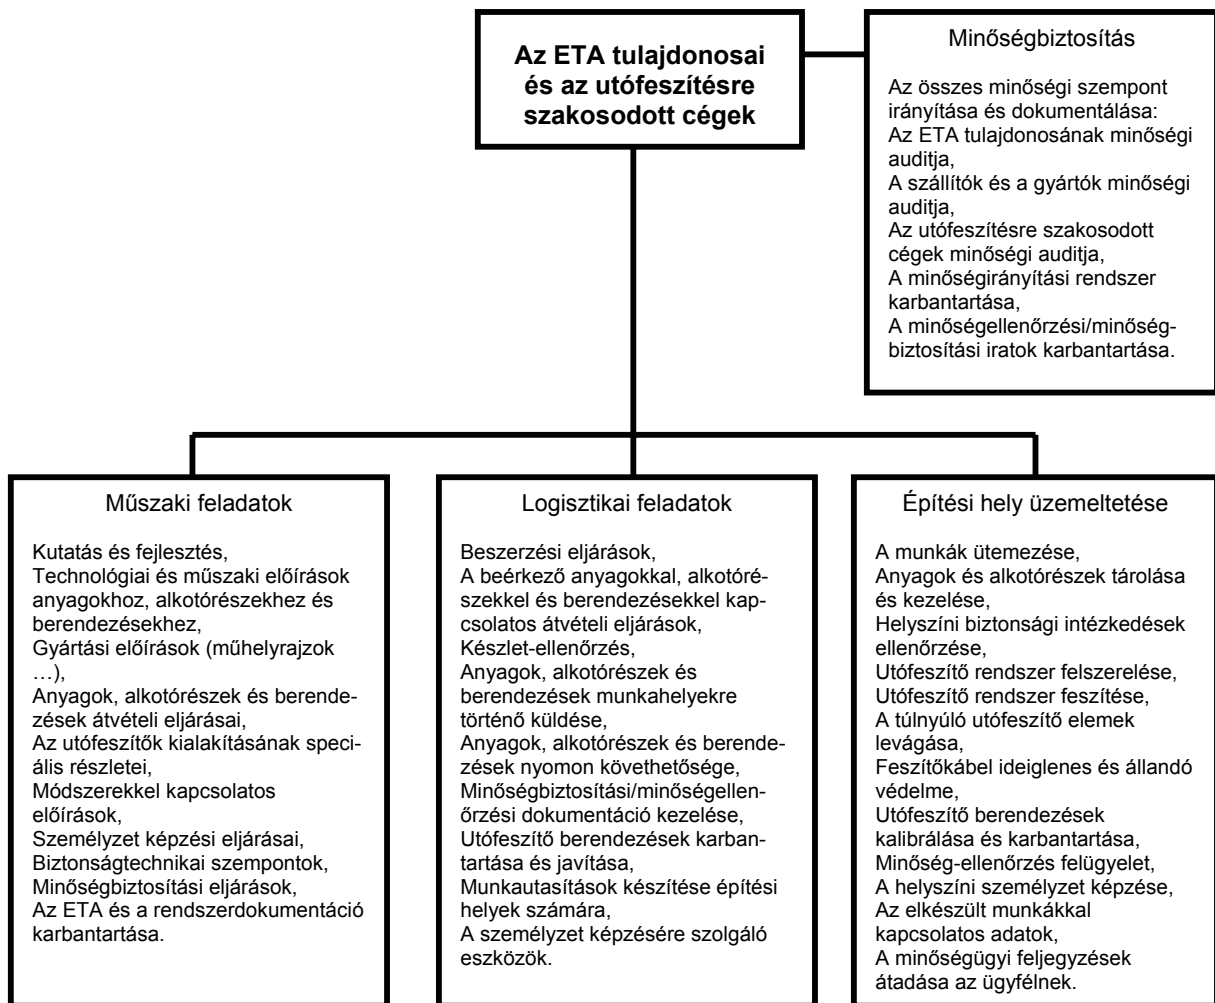 Az ETA tulajdonosai
és az utófeszítésre
szakosodott cégek
Minőségbiztosítás
Az összes minőségi szempont
irányítása és dokumentálása:
Az ETA tulajdonosának minőségi
auditja,
A szállítók és a gyártók minőségi
auditja,
Az utófeszítésre szakosodott
cégek minőségi auditja,
A minőségirányítási rendszer
karbantartása,
A minőségellenőrzési/minőség-
biztosítási iratok karbantartása.
Műszaki feladatok
Kutatás és fejlesztés,
Technológiai és műszaki előírások
anyagokhoz, alkotórészekhez és
berendezésekhez,
Gyártási előírások (műhelyrajzok
…),
Anyagok, alkotórészek és berende-
zések átvételi eljárásai,
Az utófeszítők kialakításának speci-
ális részletei,
Módszerekkel kapcsolatos
előírások,
Személyzet képzési eljárásai,
Biztonságtechnikai szempontok,
Minőségbiztosítási eljárások,
Az ETA és a rendszerdokumentáció
karbantartása.
Logisztikai feladatok
Beszerzési eljárások,
A beérkező anyagokkal, alkotóré-
szekkel és berendezésekkel kap-
csolatos átvételi eljárások,
Készlet-ellenőrzés,
Anyagok, alkotórészek és
berendezések munkahelyekre
történő küldése,
Anyagok, alkotórészek és berende-
zések nyomon követhetősége,
Minőségbiztosítási/minőségellen-
őrzési dokumentáció kezelése,
Utófeszítő berendezések karban-
tartása és javítása,
Munkautasítások készítése építési
helyek számára,
A személyzet képzésére szolgáló
eszközök.
Építési hely üzemeltetése
A munkák ütemezése,
Anyagok és alkotórészek tárolása
és kezelése,
Helyszíni biztonsági intézkedések
ellenőrzése,
Utófeszítő rendszer felszerelése,
Utófeszítő rendszer feszítése,
A túlnyúló utófeszítő elemek
levágása,
Feszítőkábel ideiglenes és állandó
védelme,
Utófeszítő berendezések
kalibrálása és karbantartása,
Minőség-ellenőrzés felügyelet,
A helyszíni személyzet képzése,
Az elkészült munkákkal
kapcsolatos adatok,
A minőségügyi feljegyzések
átadása az ügyfélnek.